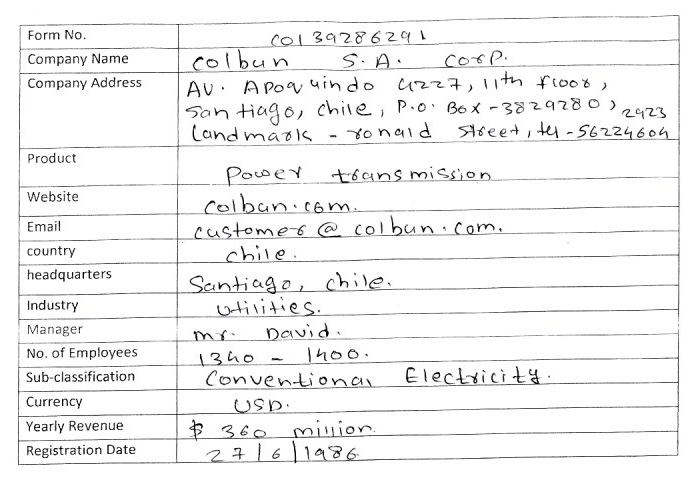 Form No. CO139286291
Company Name Colbun S.A. Corp.
Company Address AV. Apoquindo 4227, 11th floor,
Santiago, Chile, P.O. Box-3829280, 2923
Landmark - ronald street, tel-56224604
Product Power transmission
Website Colbun.com.
Email customer@colbun.com.
country chile.
headquarters Santiago, chile.
Industry utilities.
Manager mr. David.
No. of Employees 1340 - 1400.
Sub-classification Conventional Electricity.
Currency USD.
Yearly Revenue $ 360 million.
Registration Date 27/6/1986